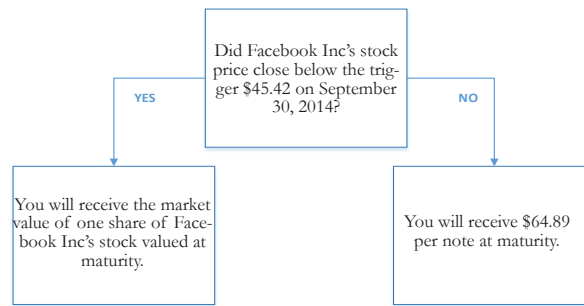 Did Facebook Inc's stock
price close below the trig-
ger $45.42 on September
30, 2014?
YES
NO
You will receive the market
value of one share of Face-
book Inc's stock valued at
maturity.
You will receive $64.89
per note at maturity.